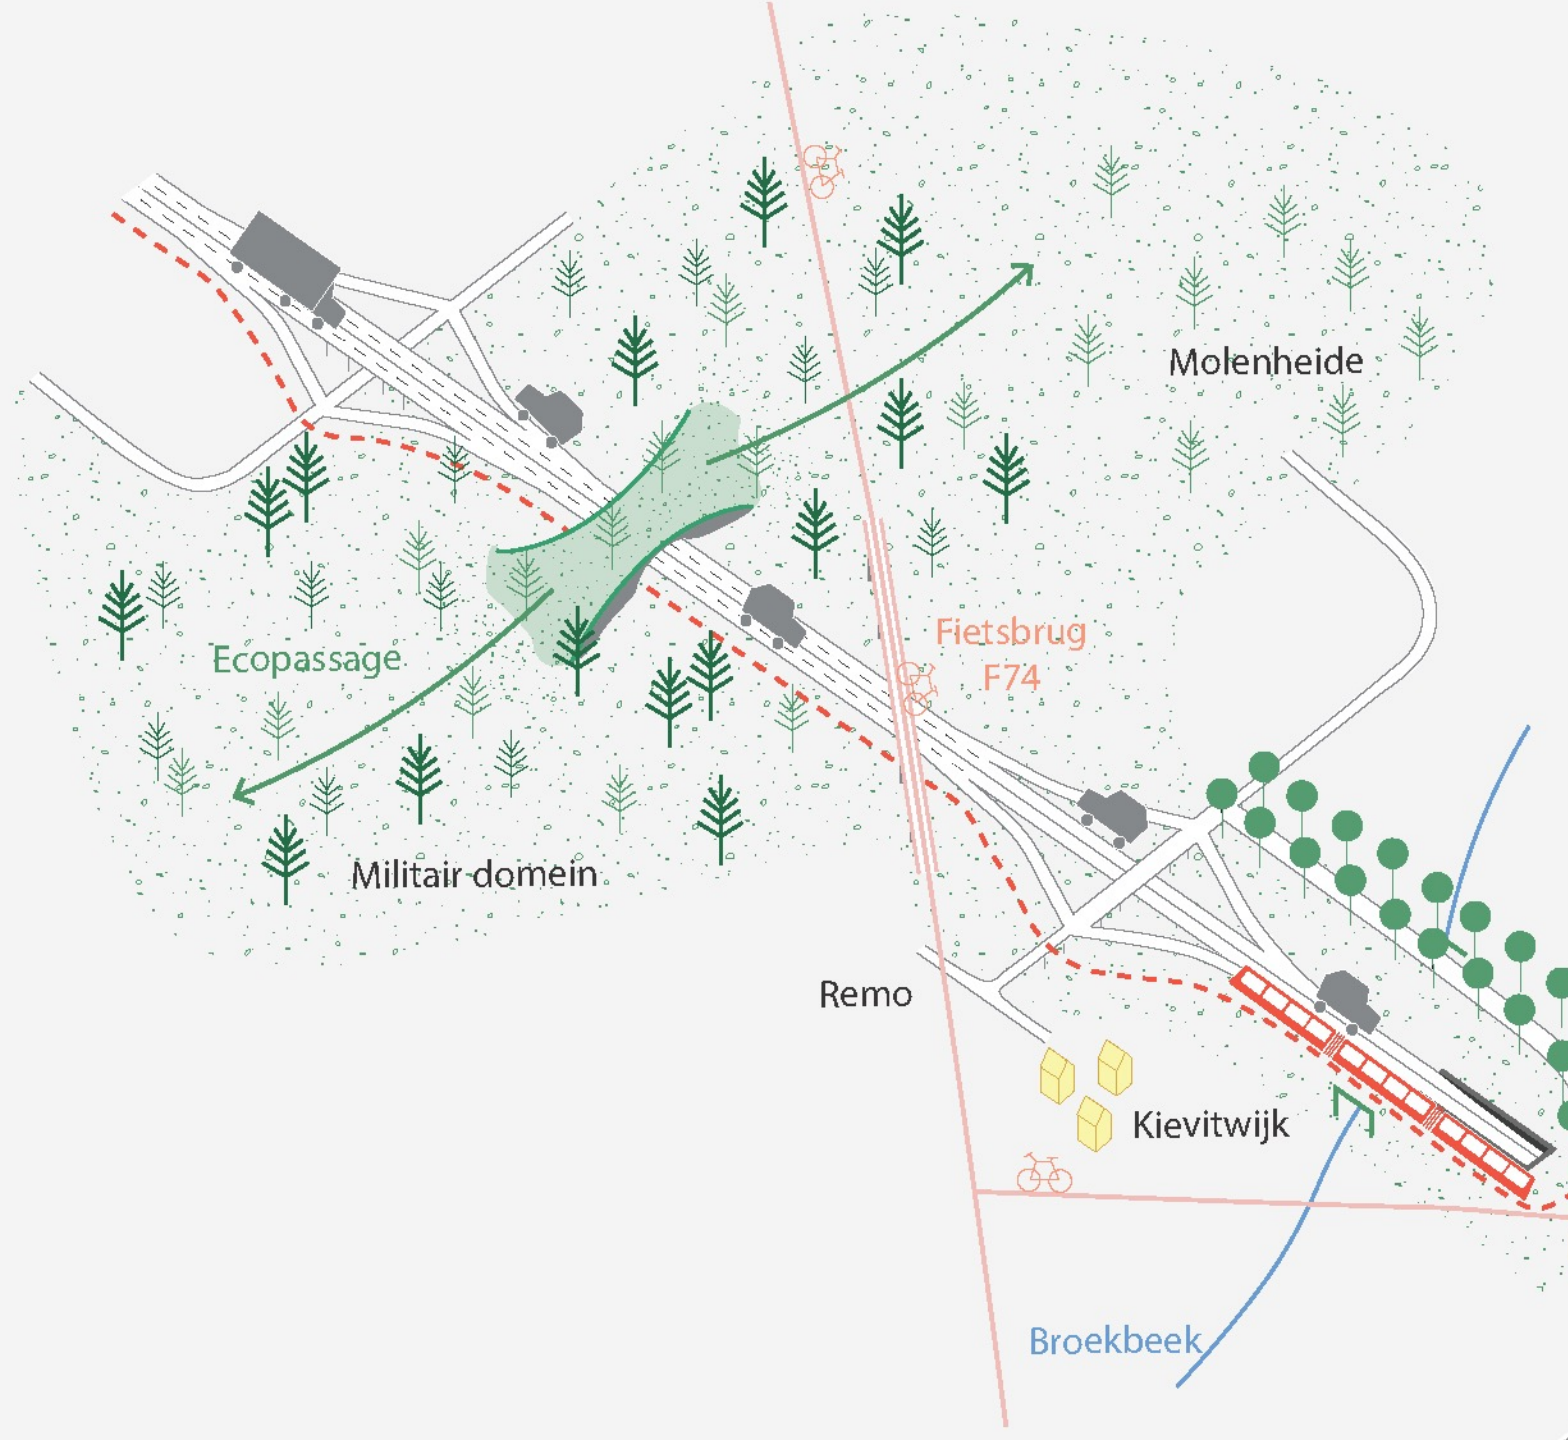 Molenheide
Fietsbrug
F74
Ecopassage
Militair domein
Remo
Kievitwijk
Broekbeek